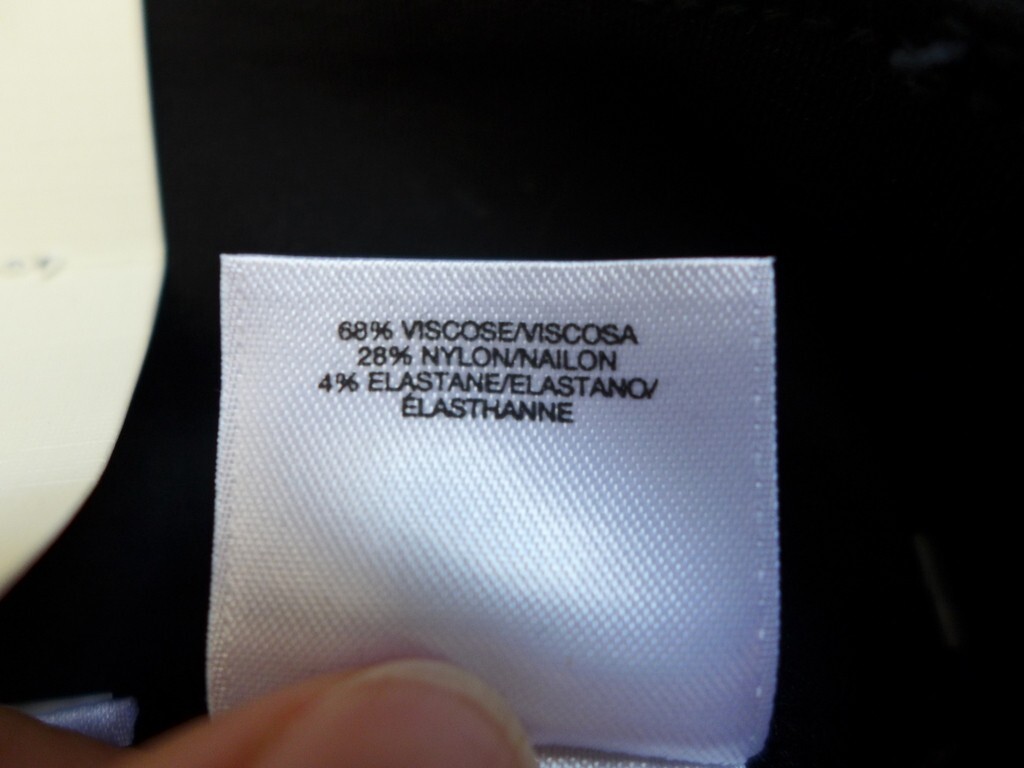 68% VISCOSE/VISCOSA
28% NYLON/NAILON
4% ELASTANE/ELASTANO/
ÉLASTHANNE